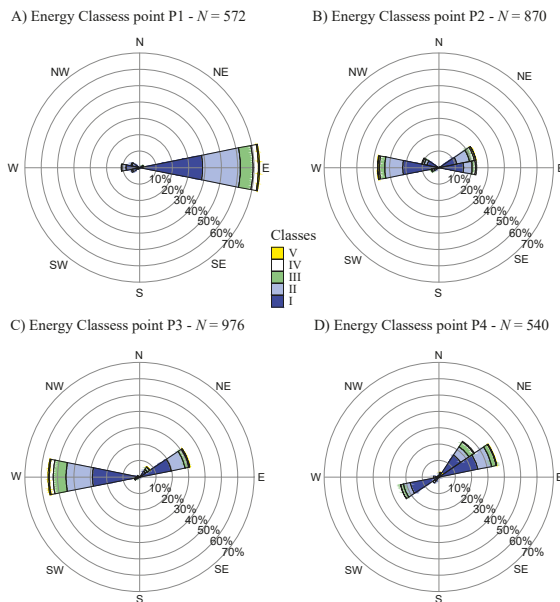 A) Energy Classess point P1 - N = 572
N
NW
NE
W
E
10%
20%
30%
40%
50%
60%
70%
SW
SE
S
B) Energy Classess point P2 - N = 870
N
NW
NE
W
E
10%
20%
30%
40%
50%
60%
70%
SW
SE
S
Classes
V
IV
III
II
I
C) Energy Classess point P3 - N = 976
N
NW
NE
W
E
10%
20%
30%
40%
50%
60%
70%
SW
SE
S
D) Energy Classess point P4 - N = 540
N
NW
NE
W
E
10%
20%
30%
40%
50%
60%
70%
SW
SE
S